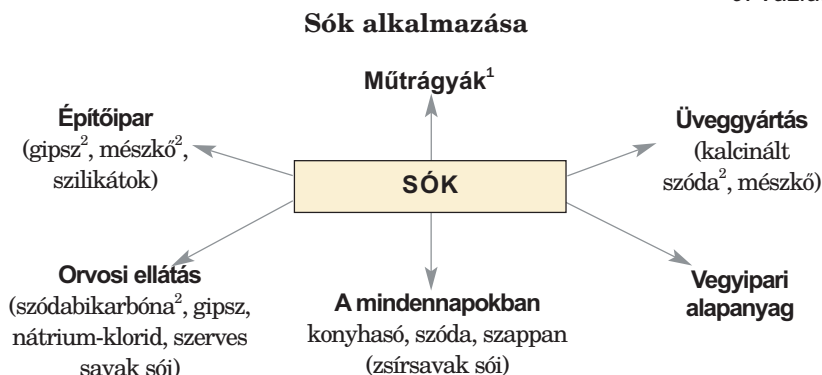 Sók alkalmazása
Műtrágyák¹
Építőipar
(gipsz², mészkő²,
szilikátok)
Üveggyártás
(kalcinált
szóda², mészkő)
SÓK
Orvosi ellátás
(szódabikarbóna², gipsz,
nátrium-klorid, szerves
savak sói)
A mindennapokban
konyhasó, szóda, szappan
(zsírsavak sói)
Vegyipari
alapanyag